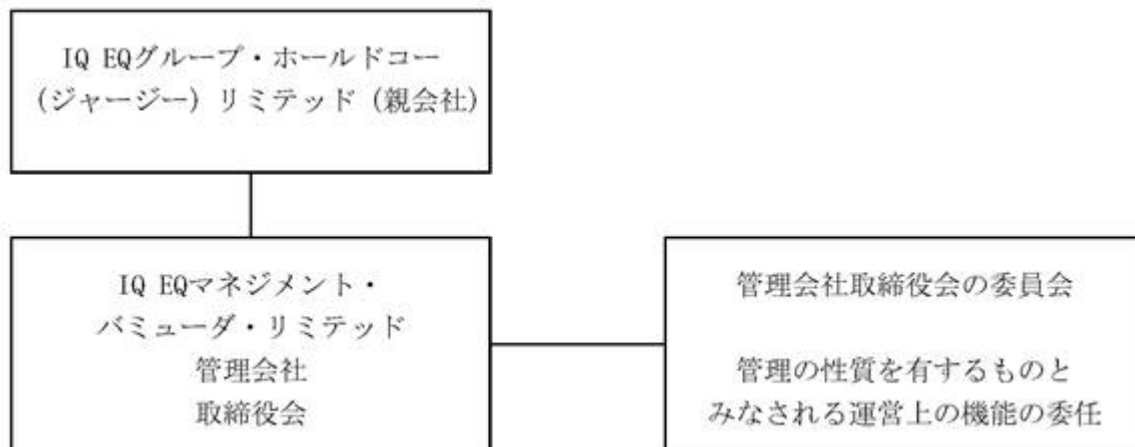 IQ EQグループ・ホールドコー
(ジャージー) リミテッド (親会社)
IQ EQマネジメント・
バミューダ・リミテッド
管理会社
取締役会
管理会社取締役会の委員会
管理の性質を有するものと
みなされる運営上の機能の委任